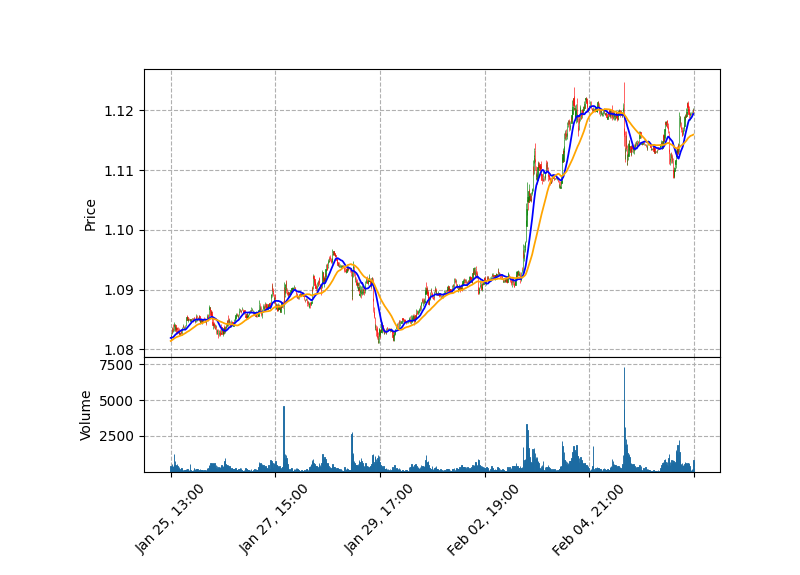 1.12
1.11
1.10
1.09
1.08
Price
7500
5000
2500
Volume
Jan 25, 13:00
Jan 27, 15:00
Jan 29, 17:00
Feb 02, 19:00
Feb 04, 21:00